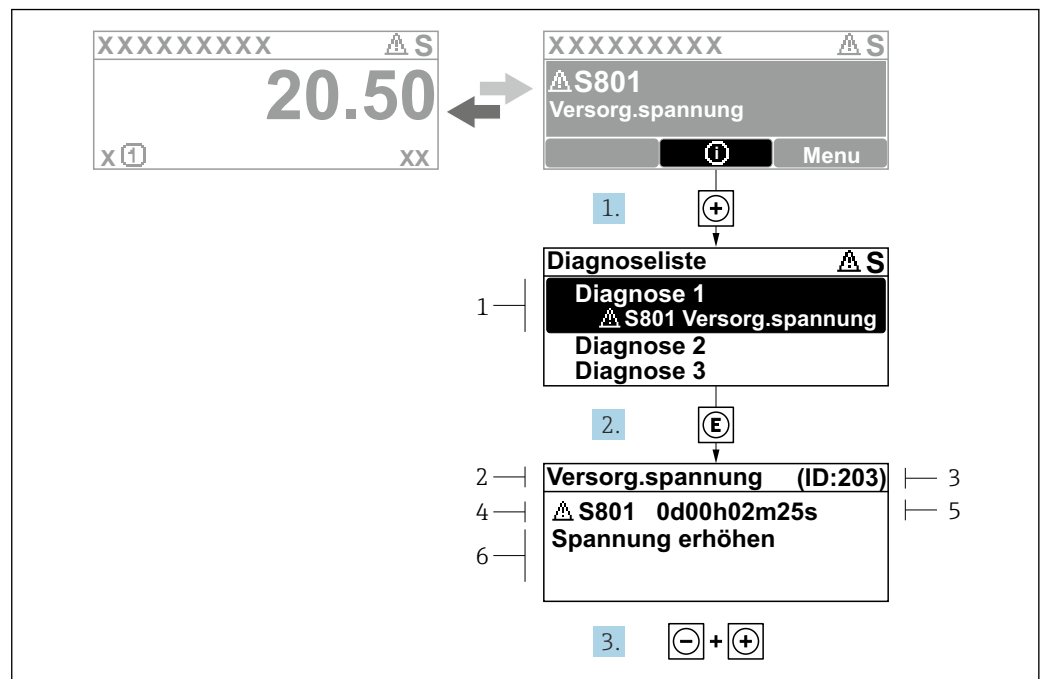 XXXXXXXXX ⚠ S
20.50
x ① xx
XXXXXXXXX ⚠ S
⚠ S801
Versorg.spannung
ⓘ Menu
1. +
Diagnoseliste ⚠ S
1 Diagnose 1
⚠ S801 Versorg.spannung
Diagnose 2
Diagnose 3
2. E
2 Versorg.spannung (ID:203) 3
4 ⚠ S801 0d00h02m25s 5
6 Spannung erhöhen
3. - + +